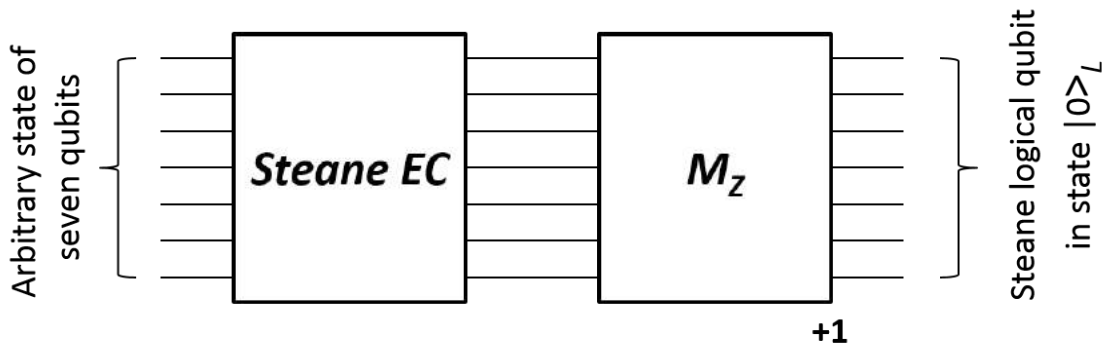 Arbitrary state of
seven qubits
Steane EC
M_Z
+1
Steane logical qubit
in state |0>_L